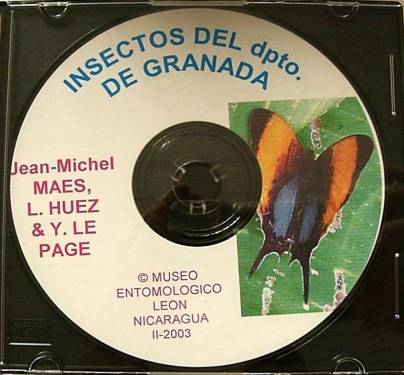 INSECTOS DEL dpto.
DE GRANADA
Jean-Michel
MAES,
L. HUEZ
& Y. LE
PAGE
© MUSEO
ENTOMOLOGICO
LEON
NICARAGUA
II-2003